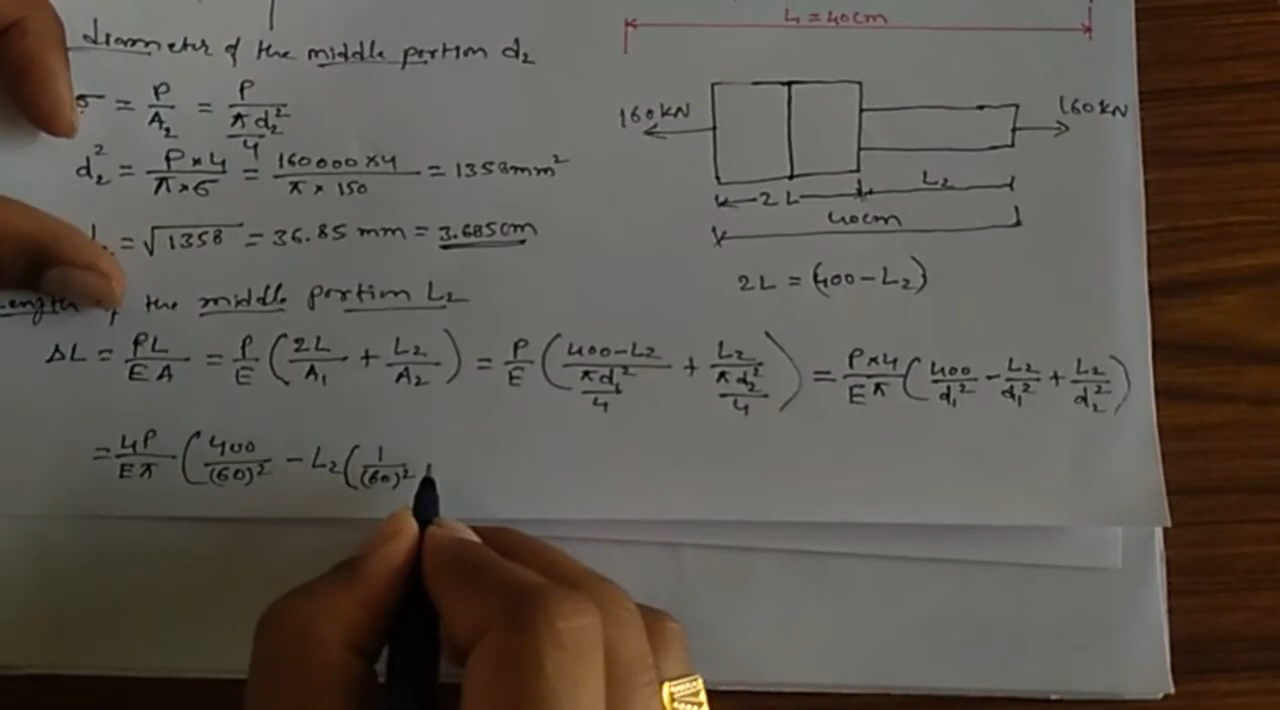 L = 40cm
diameter of the middle portion d₂
σ = P/A₂ = P/(π d₂²/4)
d₂² = P×4/π×σ = 160000×4/π×150 = 1358mm²
= √1358 = 36.85 mm = 3.685cm
160KN
160KN
2L
L₂
40cm
2L = (400-L₂)
Length of the middle portion L₂
ΔL = PL/EA = P/E (2L/A₁ + L₂/A₂) = P/E (400-L2/(πd₁²/4) + L₂/(πd₂²/4)) = P×4/Eπ (400/d₁² - L₂/d₁² + L₂/d₂²)
= 4P/Eπ (400/(60)² - L₂(1/(60)²